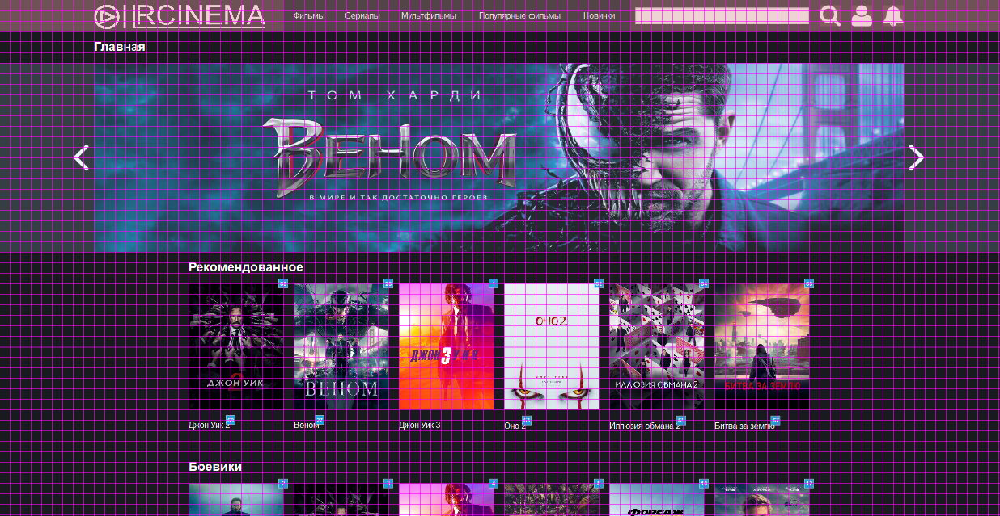 IRCINEMA
Фильмы Сериалы Мультфильмы Популярные фильмы Новинки
Главная
ТОМ ХАРДИ
ВЕНОМ
В МИРЕ И ТАК ДОСТАТОЧНО ГЕРОЕВ
Рекомендованное
ДЖОН УИК
2
ВЕНОМ
ДЖОН 3 УИК
ОНО 2
ИЛЛЮЗИЯ ОБМАНА 2
БИТВА ЗА ЗЕМЛЮ
Джон Уик 2
Веном
Джон Уик 3
Оно 2
Иллюзия обмана 2
Битва за землю
Боевики
ФОРСАЖ